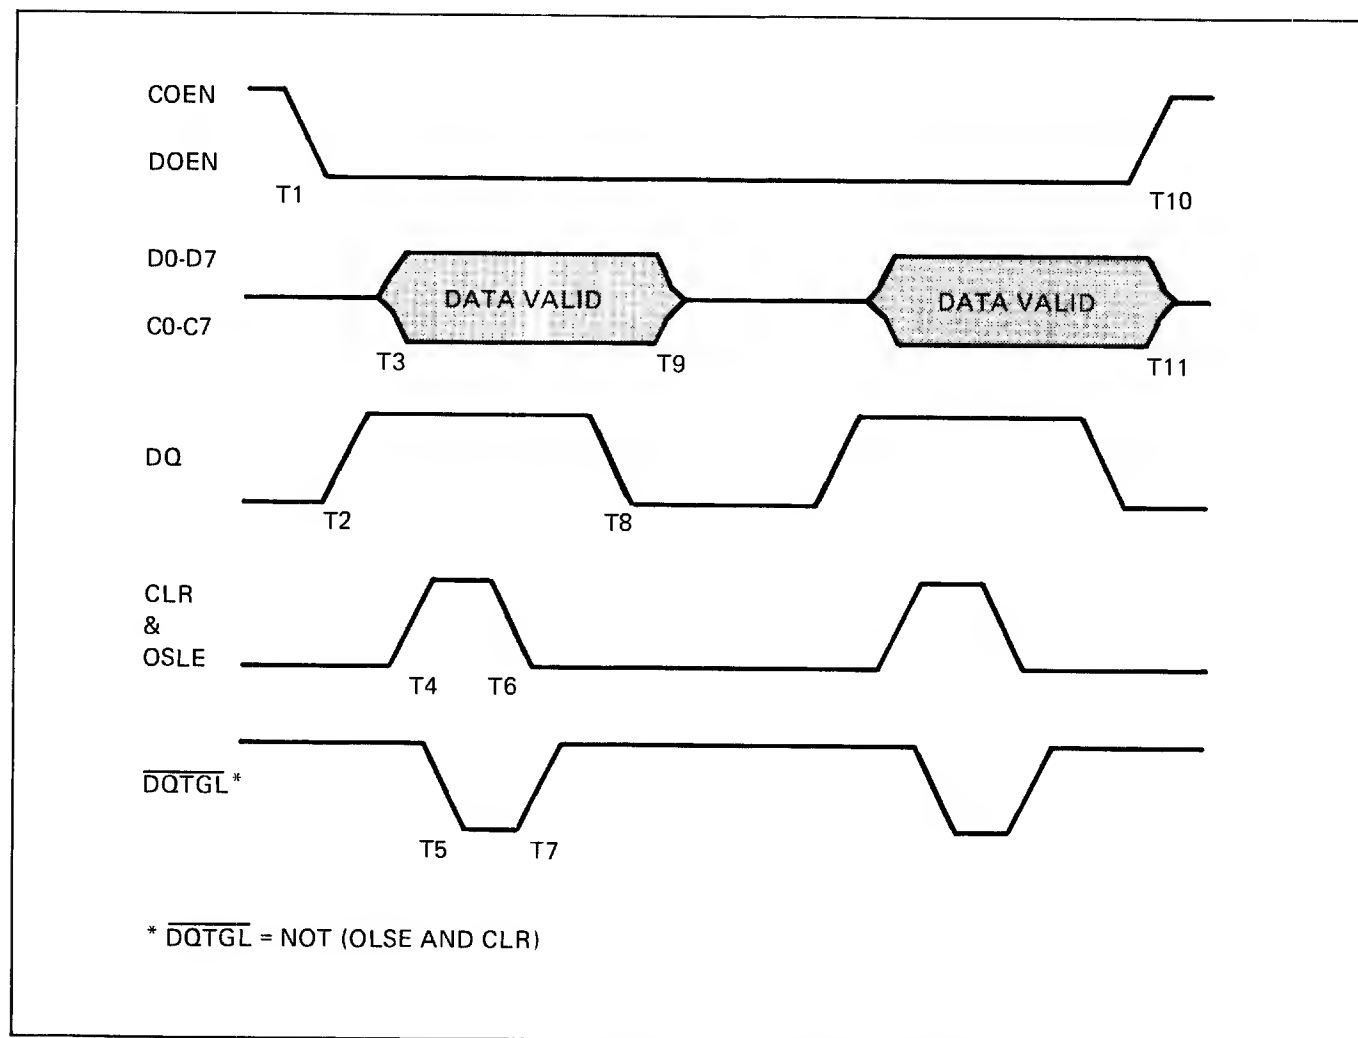 COEN
DOEN
T1
T10
D0-D7
DATA VALID
DATA VALID
C0-C7
T3
T9
T11
DQ
T2
T8
CLR
&
OSLE
T4
T6
DQTGL*
T5
T7
* DQTGL = NOT (OLSE AND CLR)